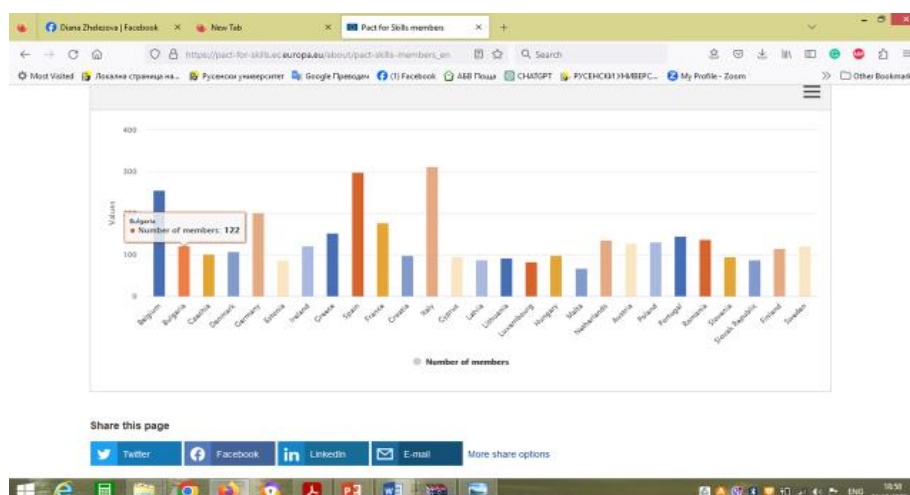 Diana Zhelezova | Facebook
New Tab
Pact for Skills members
https://pact-for-skills.ec.europa.eu/about/pact-skills-members_en
Search
Most Visited
Локална страница на...
Русенски университет
Google Преводач
(1) Facebook
АББ Поща
CHATGPT
РУСЕНСКИ УНИВЕРС...
My Profile - Zoom
Other Bookmark
400
300
100
0
Values
Bulgaria
Number of members: 122
Belgium
Bulgaria
Czechia
Denmark
Germany
Estonia
Ireland
Greece
Spain
France
Croatia
Italy
Cyprus
Latvia
Lithuania
Luxembourg
Hungary
Malta
Netherlands
Austria
Poland
Portugal
Romania
Slovenia
Slovak Republic
Finland
Sweden
Number of members
Share this page
Twitter
Facebook
LinkedIn
E-mail
More share options
ENG
18:50